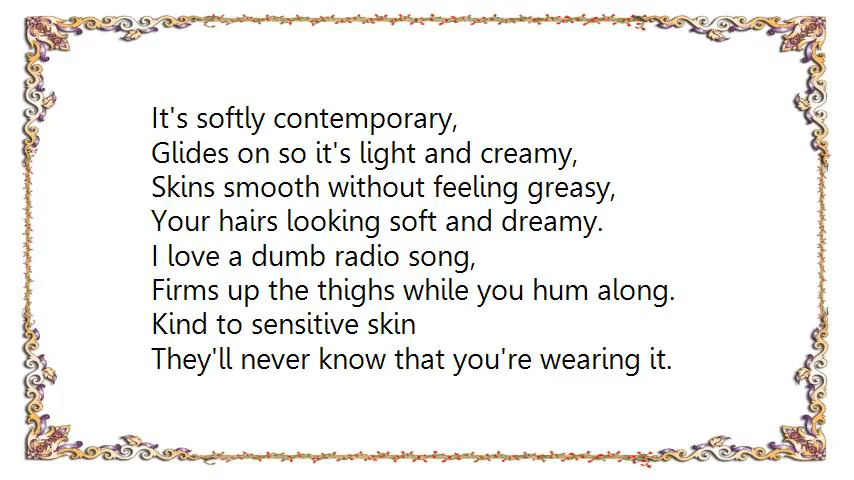 It's softly contemporary,
Glides on so it's light and creamy,
Skins smooth without feeling greasy,
Your hairs looking soft and dreamy.
I love a dumb radio song,
Firms up the thighs while you hum along.
Kind to sensitive skin
They'll never know that you're wearing it.